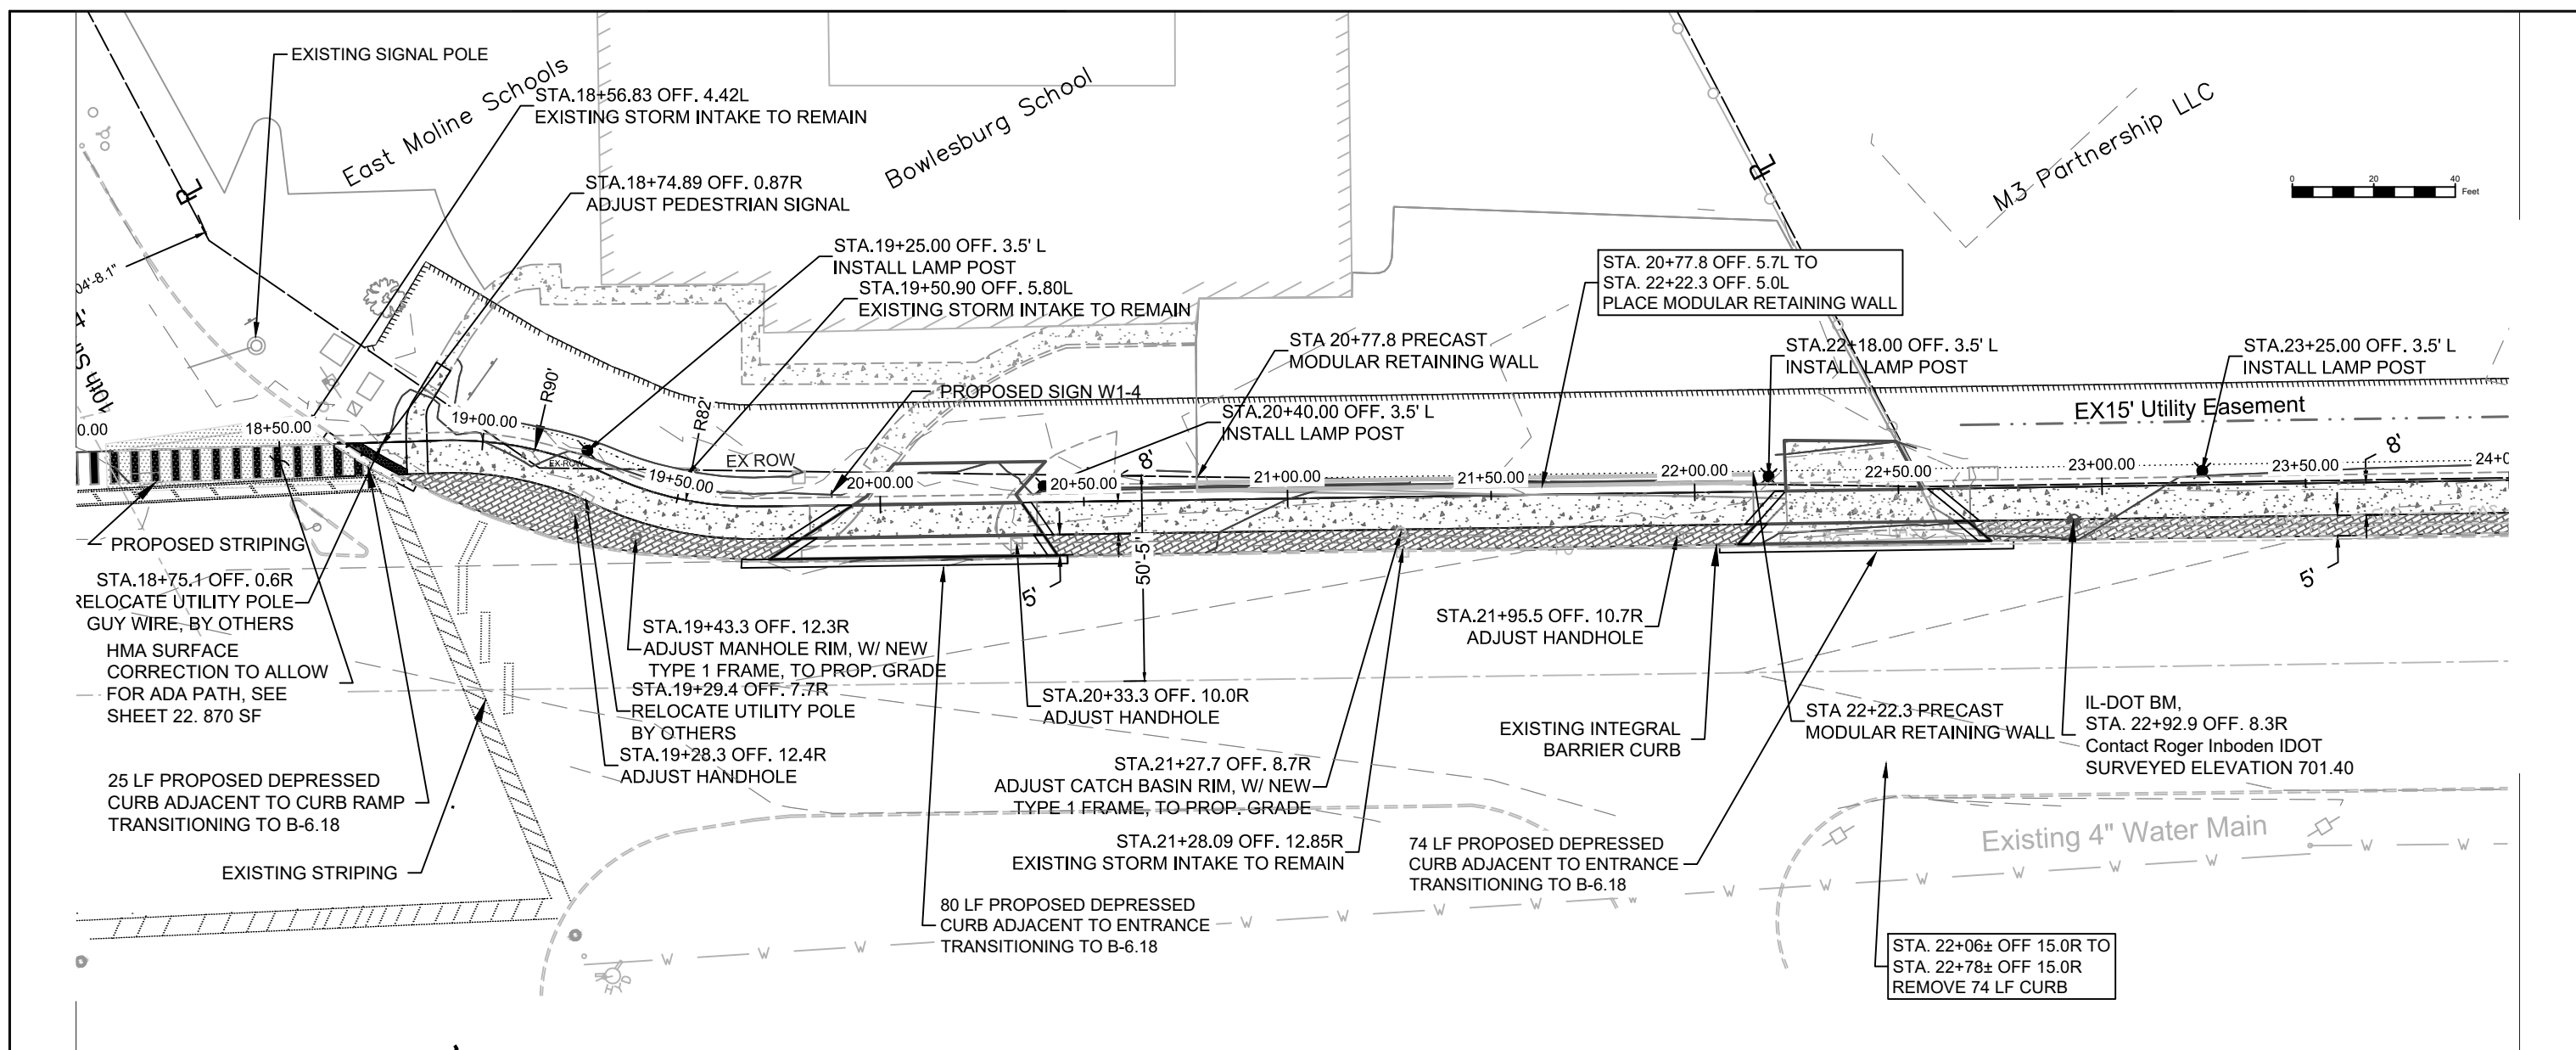 EXISTING SIGNAL POLE
East Moline Schools
STA.18+56.83 OFF. 4.42L
EXISTING STORM INTAKE TO REMAIN
Bowlesburg School
M3 Partnership LLC
0 20 40
Feet
PL
PL
STA.18+74.89 OFF. 0.87R
ADJUST PEDESTRIAN SIGNAL
STA.19+25.00 OFF. 3.5' L
INSTALL LAMP POST
STA.19+50.90 OFF. 5.80L
EXISTING STORM INTAKE TO REMAIN
STA. 20+77.8 OFF. 5.7L TO
STA. 22+22.3 OFF. 5.0L
PLACE MODULAR RETAINING WALL
04'-8.1"
10th St
STA 20+77.8 PRECAST
MODULAR RETAINING WALL
STA.22+18.00 OFF. 3.5' L
INSTALL LAMP POST
STA.23+25.00 OFF. 3.5' L
INSTALL LAMP POST
R90'
R82'
PROPOSED SIGN W1-4
STA.20+40.00 OFF. 3.5' L
INSTALL LAMP POST
EX15' Utility Easement
0.00
18+50.00
19+00.00
EX-ROW
19+50.00
EX ROW
20+00.00
20+50.00
8'
21+00.00
21+50.00
22+00.00
22+50.00
23+00.00
23+50.00
8'
24+0
PROPOSED STRIPING
STA.18+75.1 OFF. 0.6R
RELOCATE UTILITY POLE
GUY WIRE, BY OTHERS
HMA SURFACE
CORRECTION TO ALLOW
FOR ADA PATH, SEE
SHEET 22. 870 SF
25 LF PROPOSED DEPRESSED
CURB ADJACENT TO CURB RAMP
TRANSITIONING TO B-6.18
EXISTING STRIPING
STA.19+43.3 OFF. 12.3R
ADJUST MANHOLE RIM, W/ NEW
TYPE 1 FRAME, TO PROP. GRADE
STA.19+29.4 OFF. 7.7R
RELOCATE UTILITY POLE
BY OTHERS
STA.19+28.3 OFF. 12.4R
ADJUST HANDHOLE
5'
50'-5"
5'
STA.20+33.3 OFF. 10.0R
ADJUST HANDHOLE
STA.21+95.5 OFF. 10.7R
ADJUST HANDHOLE
EXISTING INTEGRAL
BARRIER CURB
STA 22+22.3 PRECAST
MODULAR RETAINING WALL
IL-DOT BM,
STA. 22+92.9 OFF. 8.3R
Contact Roger Inboden IDOT
SURVEYED ELEVATION 701.40
STA.21+27.7 OFF. 8.7R
ADJUST CATCH BASIN RIM, W/ NEW
TYPE 1 FRAME, TO PROP. GRADE
STA.21+28.09 OFF. 12.85R
EXISTING STORM INTAKE TO REMAIN
74 LF PROPOSED DEPRESSED
CURB ADJACENT TO ENTRANCE
TRANSITIONING TO B-6.18
Existing 4" Water Main
80 LF PROPOSED DEPRESSED
CURB ADJACENT TO ENTRANCE
TRANSITIONING TO B-6.18
W W W W W W W W W W W W
HYD
STA. 22+06± OFF 15.0R TO
STA. 22+78± OFF 15.0R
REMOVE 74 LF CURB